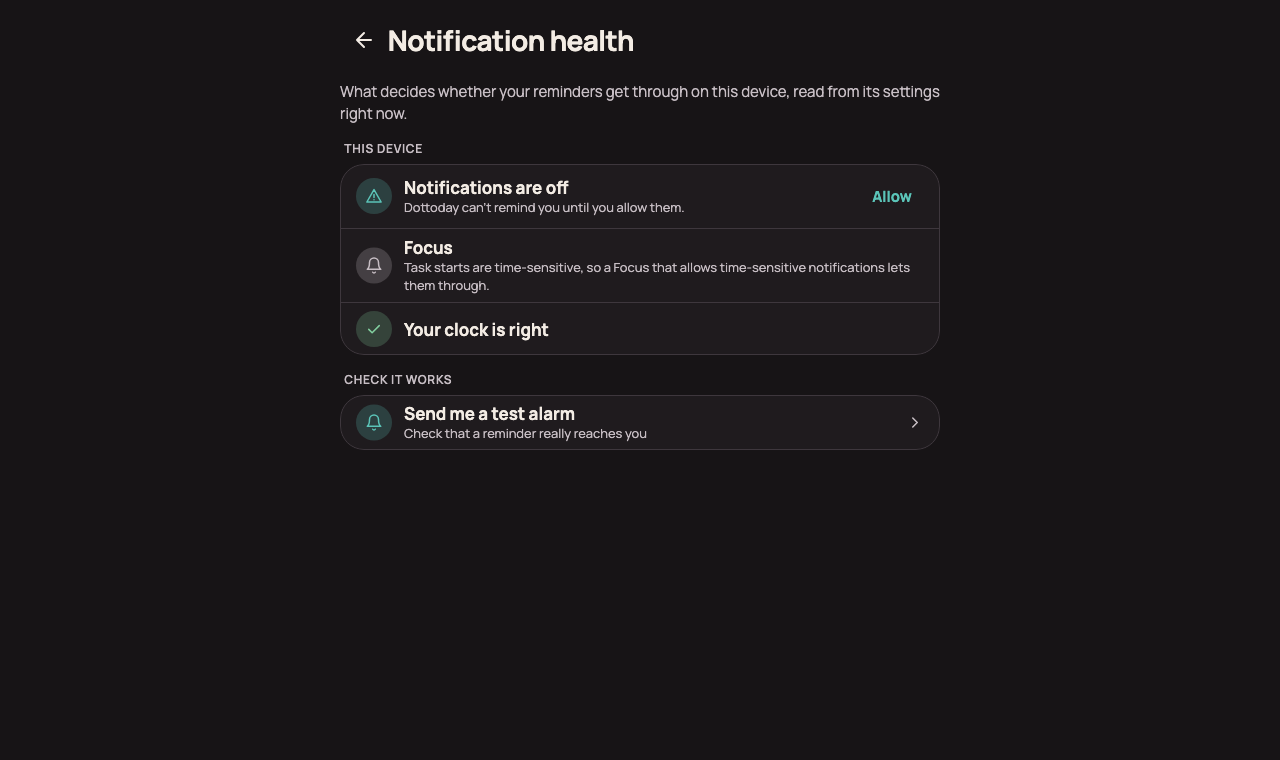 Notification health
What decides whether your reminders get through on this device, read from its settings
right now.
THIS DEVICE
Notifications are off
Dottoday can't remind you until you allow them.
Allow
Focus
Task starts are time-sensitive, so a Focus that allows time-sensitive notifications lets
them through.
Your clock is right
CHECK IT WORKS
Send me a test alarm
Check that a reminder really reaches you